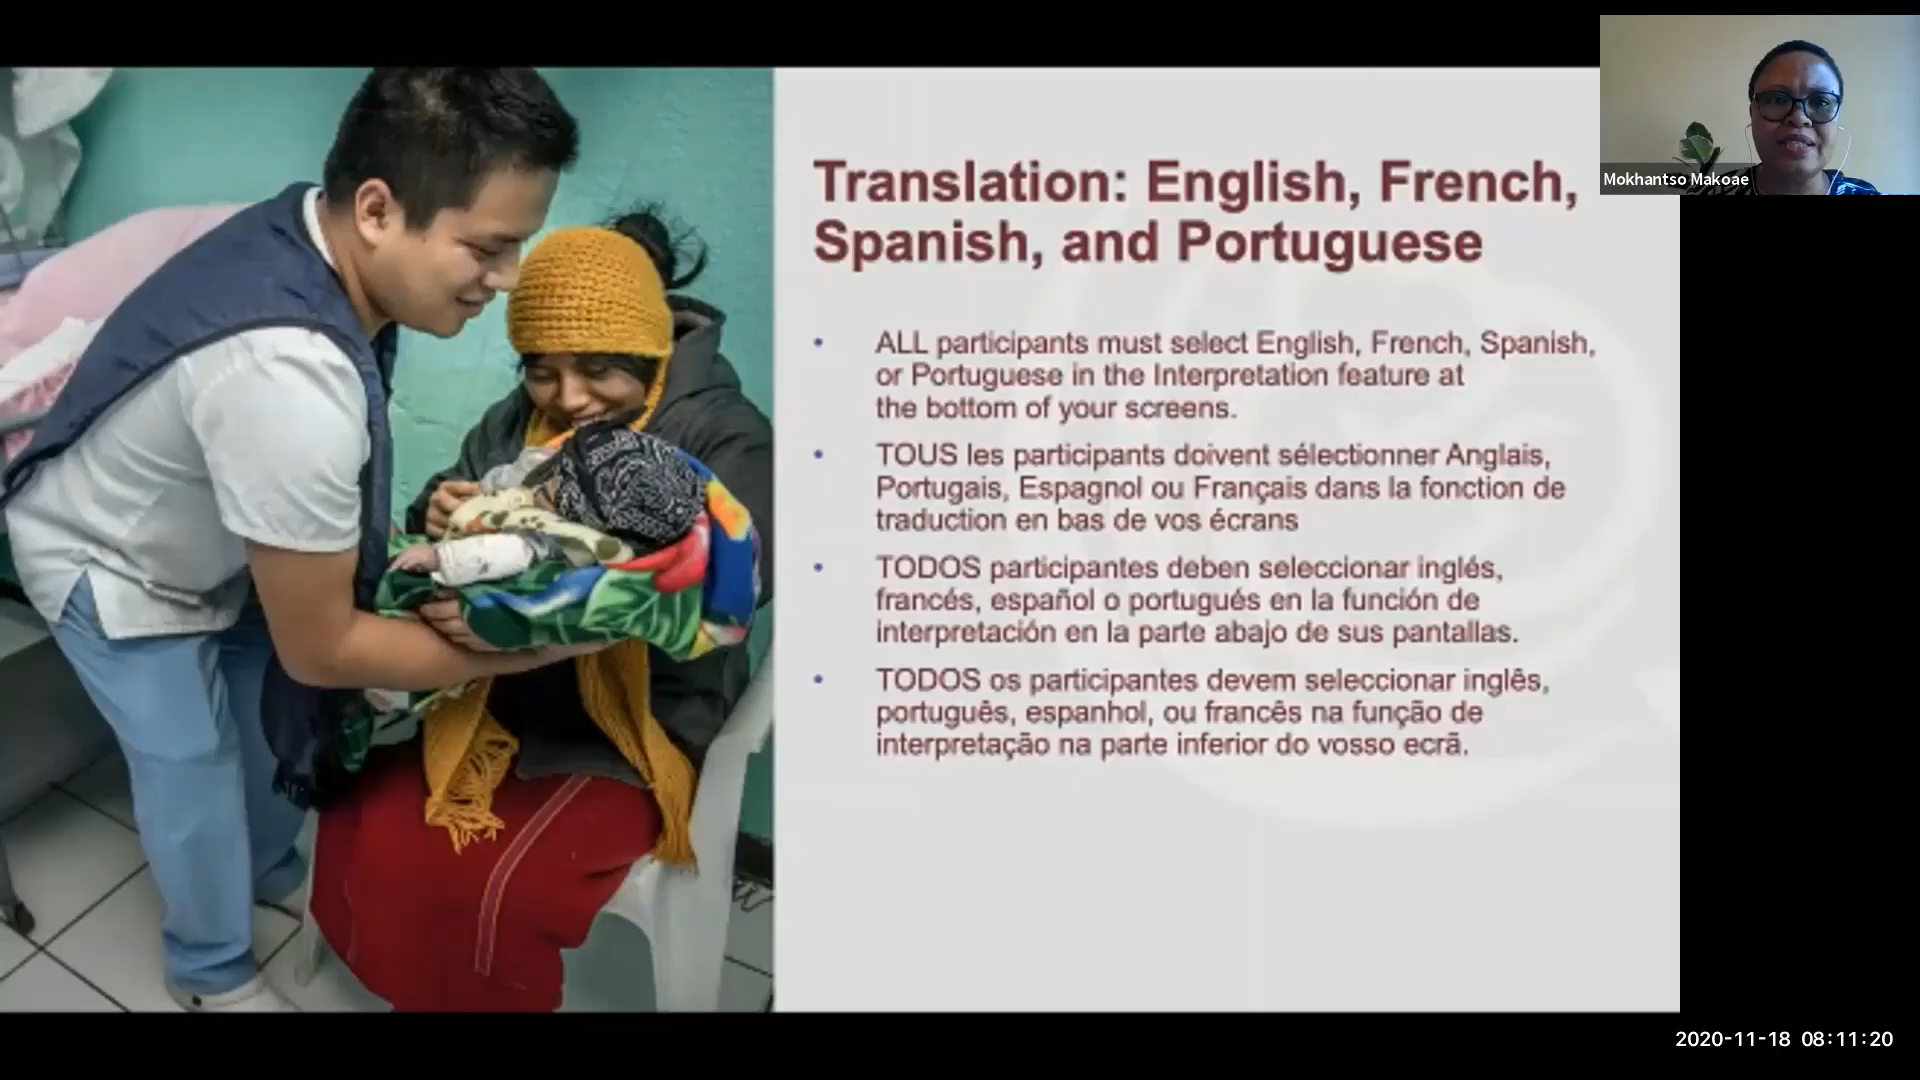 Translation: English, French,
Spanish, and Portuguese
• ALL participants must select English, French, Spanish,
or Portuguese in the Interpretation feature at
the bottom of your screens.
• TOUS les participants doivent sélectionner Anglais,
Portugais, Espagnol ou Français dans la fonction de
traduction en bas de vos écrans
• TODOS participantes deben seleccionar inglés,
francés, español o portugués en la función de
interpretación en la parte abajo de sus pantallas.
• TODOS os participantes devem seleccionar inglês,
português, espanhol, ou francês na função de
interpretação na parte inferior do vosso ecrã.
Mokhantso Makoae
2020-11-18 08:11:20